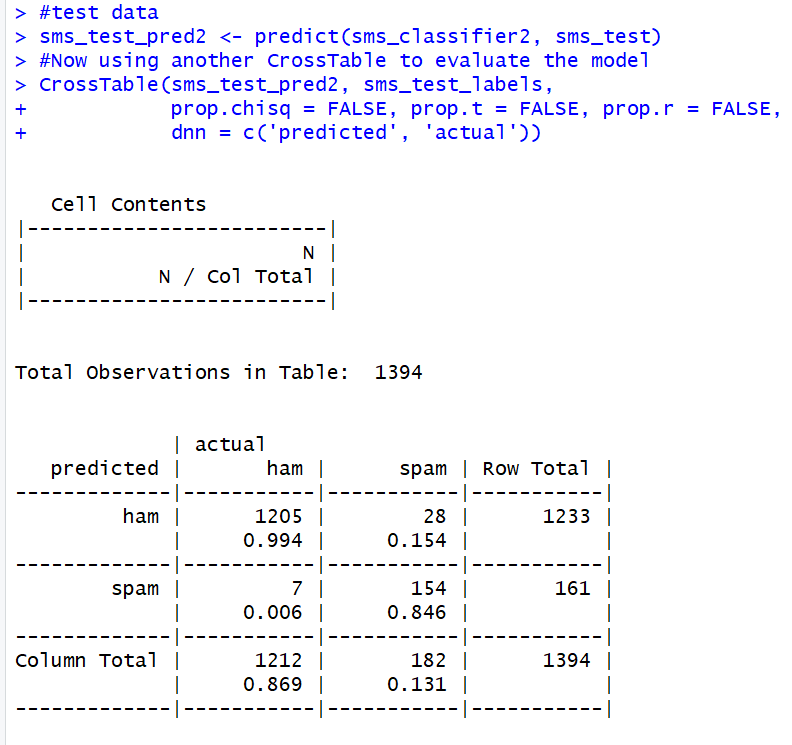 > #test data
> sms_test_pred2 <- predict(sms_classifier2, sms_test)
> #Now using another CrossTable to evaluate the model
> CrossTable(sms_test_pred2, sms_test_labels,
+            prop.chisq = FALSE, prop.t = FALSE, prop.r = FALSE,
+            dnn = c('predicted', 'actual'))

   Cell Contents
|-------------------------|
|                       N |
|           N / Col Total |
|-------------------------|

Total Observations in Table:  1394

             | actual
   predicted |       ham |      spam | Row Total |
-------------|-----------|-----------|-----------|
         ham |      1205 |        28 |      1233 |
             |     0.994 |     0.154 |           |
-------------|-----------|-----------|-----------|
        spam |         7 |       154 |       161 |
             |     0.006 |     0.846 |           |
-------------|-----------|-----------|-----------|
Column Total |      1212 |       182 |      1394 |
             |     0.869 |     0.131 |           |
-------------|-----------|-----------|-----------|